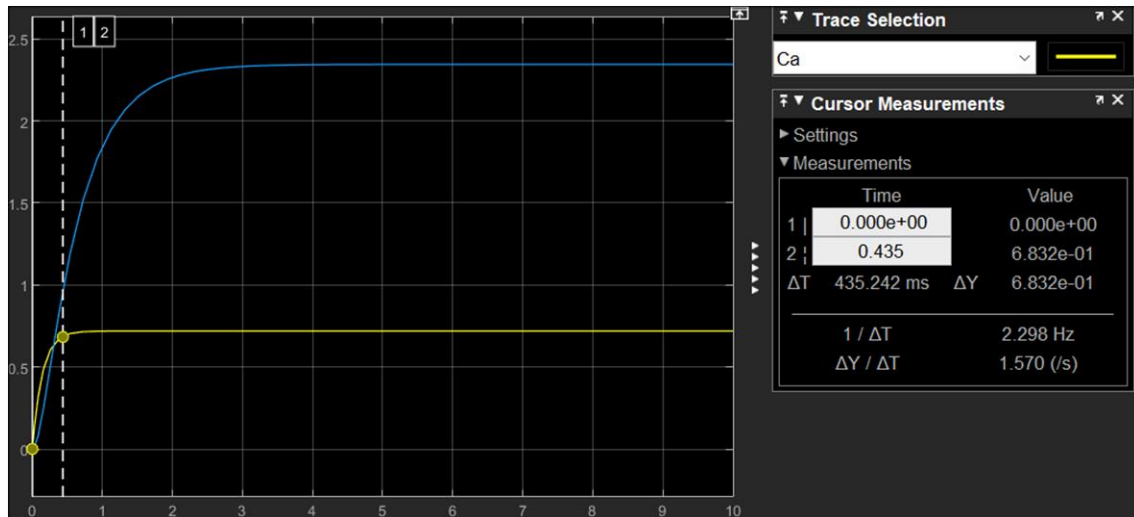 2.5
2
1.5
1
0.5
0
1 2
0 1 2 3 4 5 6 7 8 9 10
Trace Selection
Ca
Cursor Measurements
Settings
Measurements
Time Value
1 | 0.000e+00 0.000e+00
2 ¦ 0.435 6.832e-01
ΔT 435.242 ms ΔY 6.832e-01
1 / ΔT 2.298 Hz
ΔY / ΔT 1.570 (/s)